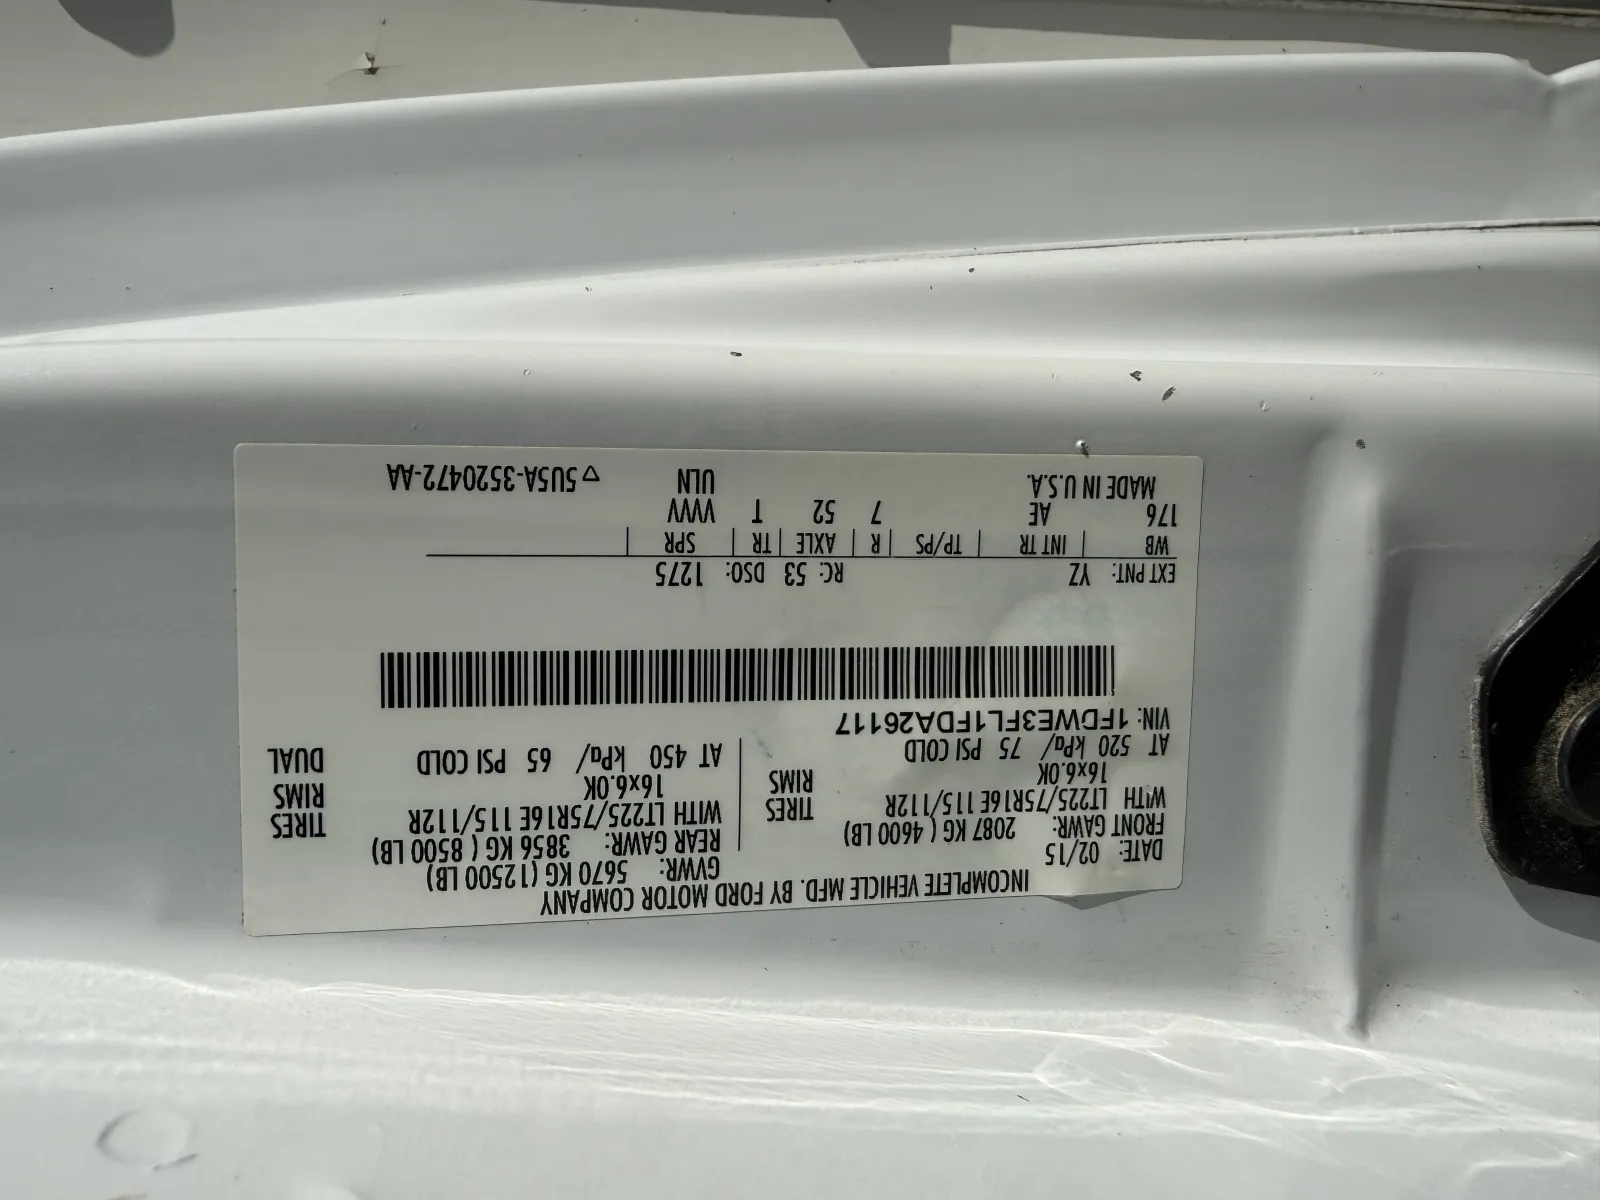 INCOMPLETE VEHICLE MFD. BY FORD MOTOR COMPANY
DATE: 02/15 GVWR: 5670 KG (12500 LB)
FRONT GAWR: 2087 KG ( 4600 LB) REAR GAWR: 3856 KG ( 8500 LB)
WITH LT225/75R16E 115/112R TIRES WITH LT225/75R16E 115/112R TIRES
16x6.0K RIMS 16x6.0K RIMS
AT 520 kPa/ 75 PSI COLD AT 450 kPa/ 65 PSI COLD DUAL
VIN: 1FDWE3FL1FDA26117
EXT PNT: YZ RC: 53 DSO: 1275
WB | INT TR | TP/PS | R | AXLE | TR | SPR |
176 AE 7 52 T VVVV
MADE IN U.S.A. ULN ▽5U5A-3520472-AA